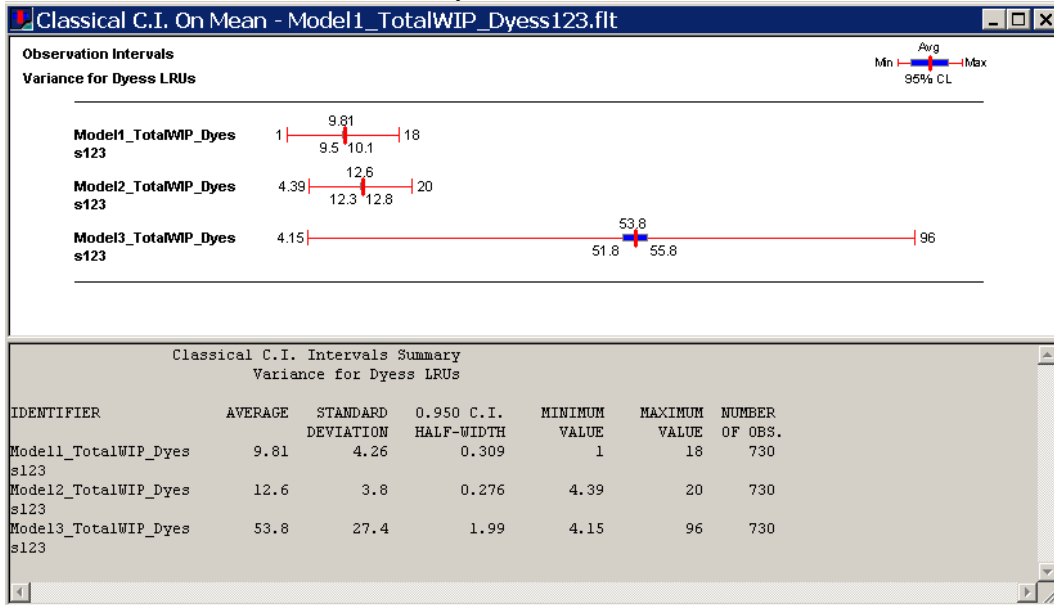 Classical C.I. On Mean - Model1_TotalWIP_Dyess123.flt
Observation Intervals
Variance for Dyess LRUs
Avg
Min Max
95% CL
Model1_TotalWIP_Dyes
s123
1 9.81 18
9.5 10.1
Model2_TotalWIP_Dyes
s123
4.39 12.6 20
12.3 12.8
Model3_TotalWIP_Dyes
s123
4.15 53.8 96
51.8 55.8
Classical C.I. Intervals Summary
Variance for Dyess LRUs
IDENTIFIER AVERAGE STANDARD 0.950 C.I. MINIMUM MAXIMUM NUMBER
DEVIATION HALF-WIDTH VALUE VALUE OF OBS.
Model1_TotalWIP_Dyes 9.81 4.26 0.309 1 18 730
s123
Model2_TotalWIP_Dyes 12.6 3.8 0.276 4.39 20 730
s123
Model3_TotalWIP_Dyes 53.8 27.4 1.99 4.15 96 730
s123